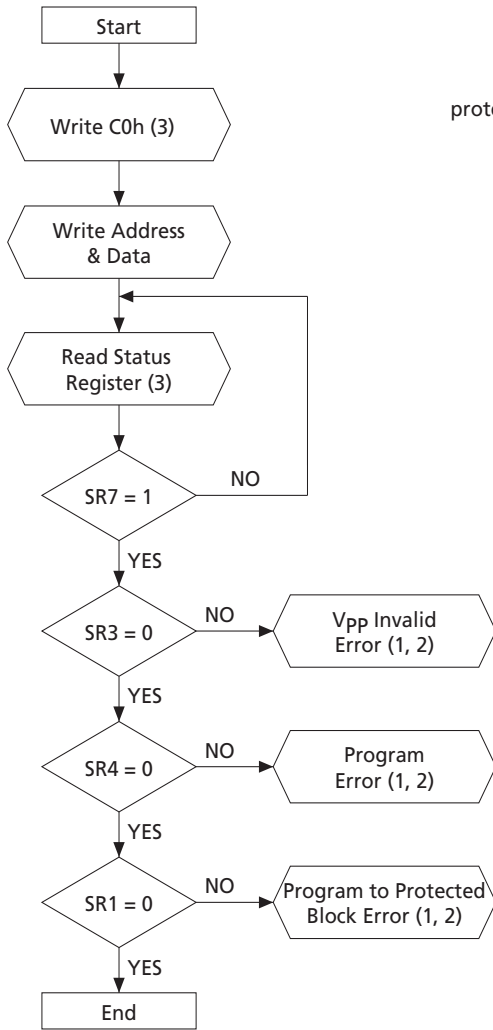 Start
Write C0h (3)
Write Address
& Data
Read Status
Register (3)
NO
SR7 = 1
YES
SR3 = 0
NO
VPP Invalid
Error (1, 2)
YES
SR4 = 0
NO
Program
Error (1, 2)
YES
SR1 = 0
NO
Program to Protected
Block Error (1, 2)
YES
End